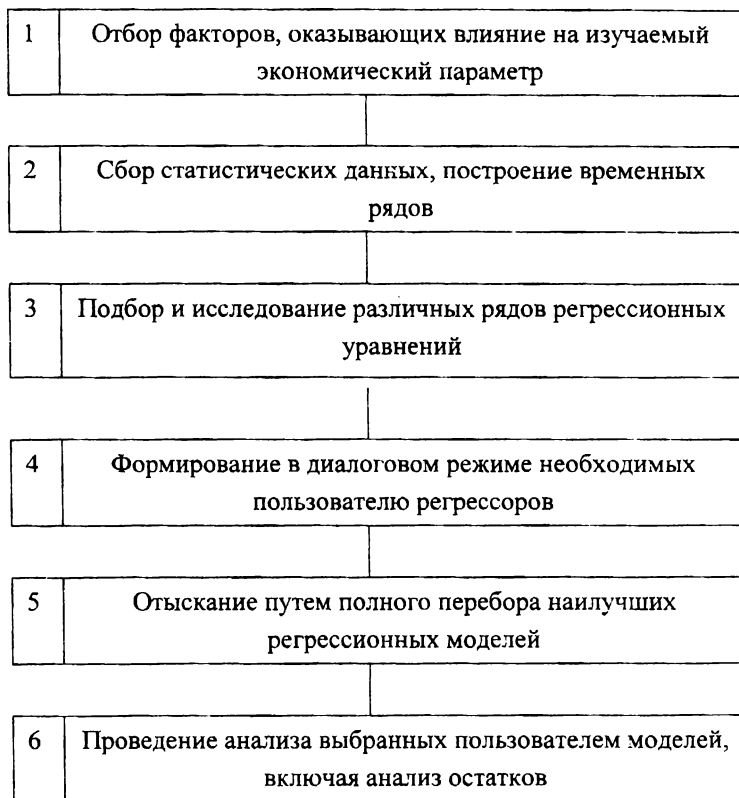 1 Отбор факторов, оказывающих влияние на изучаемый
экономический параметр
2 Сбор статистических данных, построение временных
рядов
3 Подбор и исследование различных рядов регрессионных
уравнений
4 Формирование в диалоговом режиме необходимых
пользователю регрессоров
5 Отыскание путем полного перебора наилучших
регрессионных моделей
6 Проведение анализа выбранных пользователем моделей,
включая анализ остатков